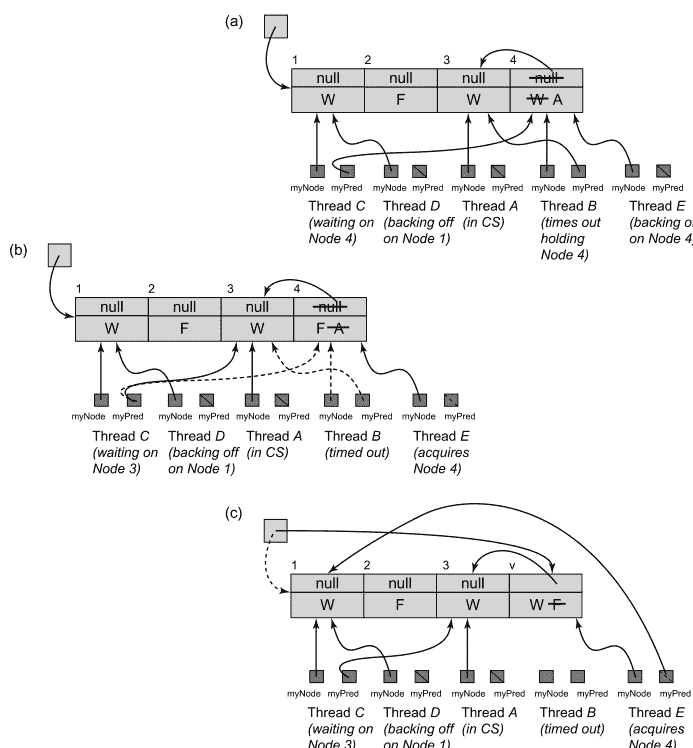 (a)
1 2 3 4
null null null null
W F W W A
myNode myPred myNode myPred myNode myPred myNode myPred myNode myPred
Thread C Thread D Thread A Thread B Thread E
(waiting on (backing off (in CS) (times out (backing of
Node 4) on Node 1) holding on Node 4
Node 4)
(b)
1 2 3 4
null null null null
W F W F A
myNode myPred myNode myPred myNode myPred myNode myPred myNode myPred
Thread C Thread D Thread A Thread B Thread E
(waiting on (backing off (in CS) (timed out) (acquires
Node 3) on Node 1) Node 4)
(c)
1 2 3 v
null null null
W F W W F
myNode myPred myNode myPred myNode myPred myNode myPred myNode myPred
Thread C Thread D Thread A Thread B Thread E
(waiting on (backing off (in CS) (timed out) (acquires
Node 3) on Node 1) Node 4)